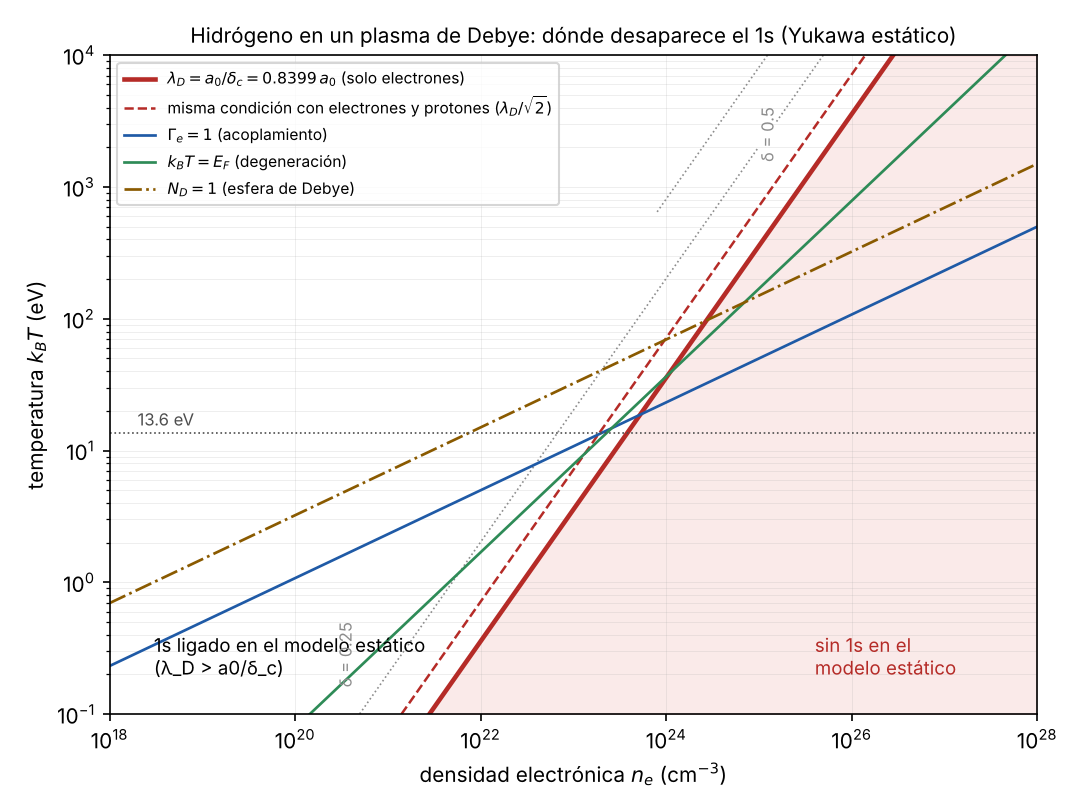 Hidrógeno en un plasma de Debye: dónde desaparece el 1s (Yukawa estático)
λ_D = a₀/δ_c = 0.8399 a₀ (solo electrones)
misma condición con electrones y protones (λ_D/√2)
Γ_e = 1 (acoplamiento)
k_BT = E_F (degeneración)
N_D = 1 (esfera de Debye)
δ = 0.5
13.6 eV
δ = 0.25
1s ligado en el modelo estático
(λ_D > a0/δ_c)
sin 1s en el
modelo estático
temperatura k_BT (eV)
10⁴
10³
10²
10¹
10⁰
10⁻¹
10¹⁸ 10²⁰ 10²² 10²⁴ 10²⁶ 10²⁸
densidad electrónica n_e (cm⁻³)